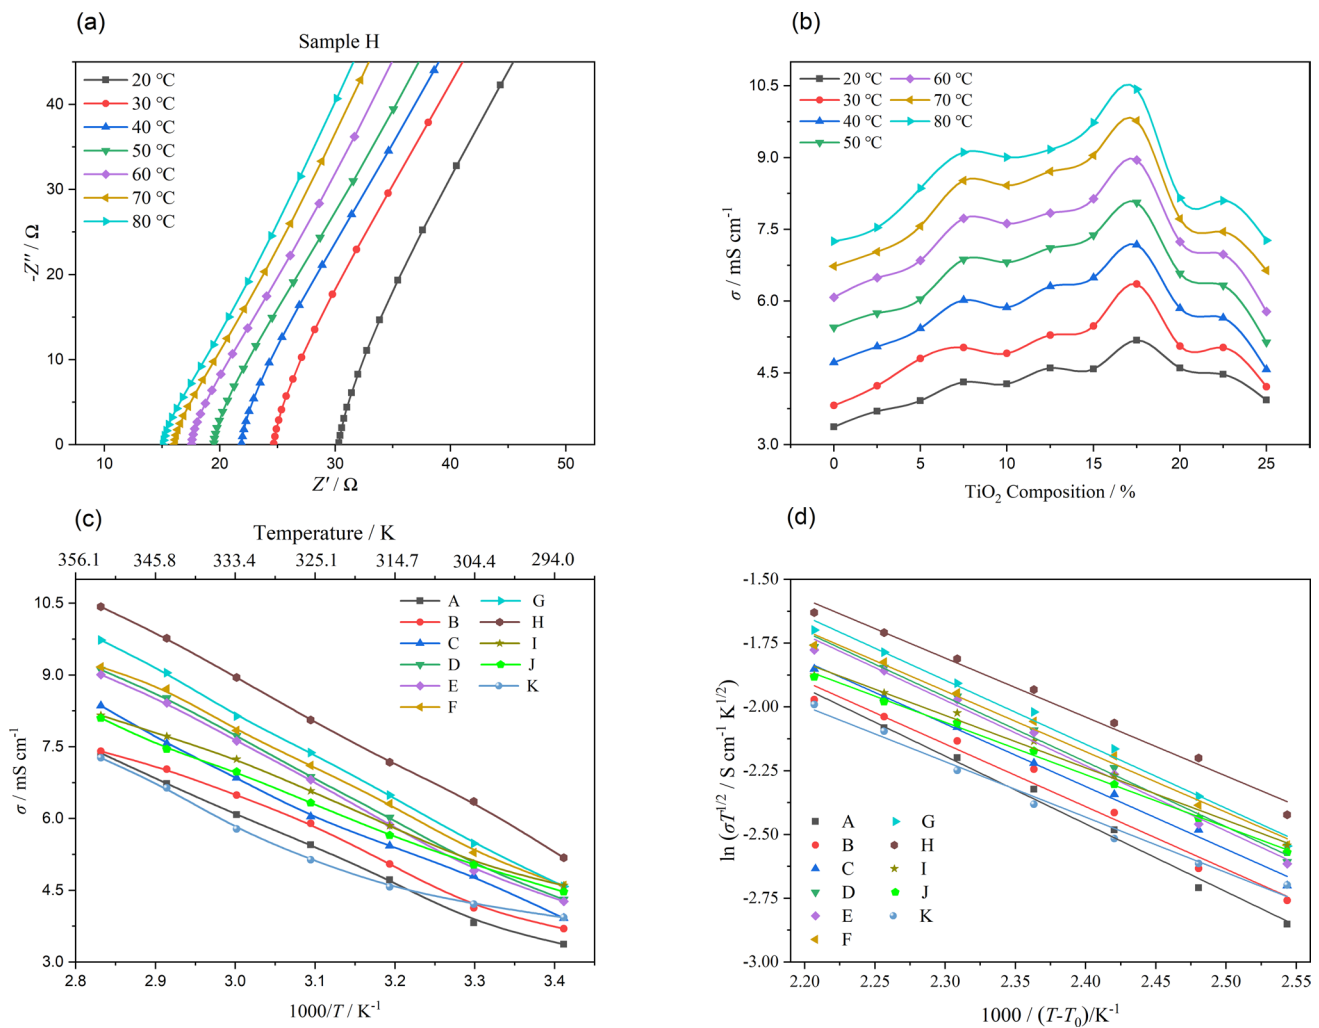 (a)
Sample H
20 ℃
30 ℃
40 ℃
50 ℃
60 ℃
70 ℃
80 ℃
-Z″ / Ω
40
30
20
10
0
10
20
30
40
50
Z′ / Ω
(b)
20 ℃
30 ℃
40 ℃
50 ℃
60 ℃
70 ℃
80 ℃
σ / mS cm⁻¹
10.5
9.0
7.5
6.0
4.5
3.0
0
5
10
15
20
25
TiO₂ Composition / %
(c)
Temperature / K
356.1
345.8
333.4
325.1
314.7
304.4
294.0
A
B
C
D
E
F
G
H
I
J
K
σ / mS cm⁻¹
10.5
9.0
7.5
6.0
4.5
3.0
2.8
2.9
3.0
3.1
3.2
3.3
3.4
1000/T / K⁻¹
(d)
ln (σT¹/² / S cm⁻¹ K¹/²)
-1.50
-1.75
-2.00
-2.25
-2.50
-2.75
-3.00
A
B
C
D
E
F
G
H
I
J
K
2.20
2.25
2.30
2.35
2.40
2.45
2.50
2.55
1000 / (T-T₀)/K⁻¹